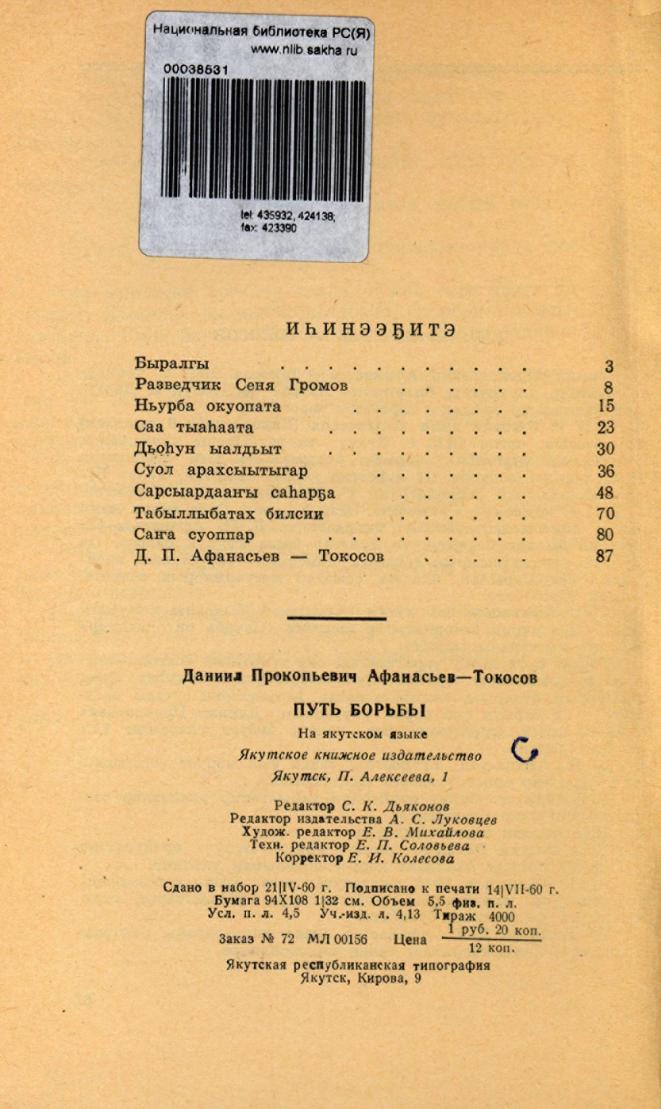 Национальная библиотека РС(Я)
www.nlib.sakha.ru
00038531
tel: 435932, 424138;
fax: 423390
ИҺИНЭЭҔИТЭ
Быралгы . . . . . . . . . . . 3
Разведчик Сеня Громов . . . . . . 8
Ньурба окуопата . . . . . . . . 15
Саа тыаһаата . . . . . . . . . 23
Дьоһун ыалдьыт . . . . . . . . . 30
Суол арахсыытыгар . . . . . . . 36
Сарсыардааҥы саһарҕа . . . . . . 48
Табыллыбатах билсии . . . . . . 70
Саҥа суоппар . . . . . . . . . 80
Д. П. Афанасьев — Токосов . . . . . 87
Даниил Прокопьевич Афанасьев—Токосов
ПУТЬ БОРЬБЫ
На якутском языке
Якутское книжное издательство
Якутск, П. Алексеева, 1
Редактор С. К. Дьяконов
Редактор издательства А. С. Луковцев
Худож. редактор Е. В. Михайлова
Техн. редактор Е. П. Соловьева
Корректор Е. И. Колесова
Сдано в набор 21|IV-60 г. Подписано к печати 14|VII-60 г.
Бумага 94X108 1|32 см. Объем 5,5 физ. п. л.
Усл. п. л. 4,5 Уч.-изд. л. 4,13 Тираж 4000
Заказ № 72 МЛ 00156 Цена 1 руб. 20 коп.
12 коп.
Якутская республиканская типография
Якутск, Кирова, 9